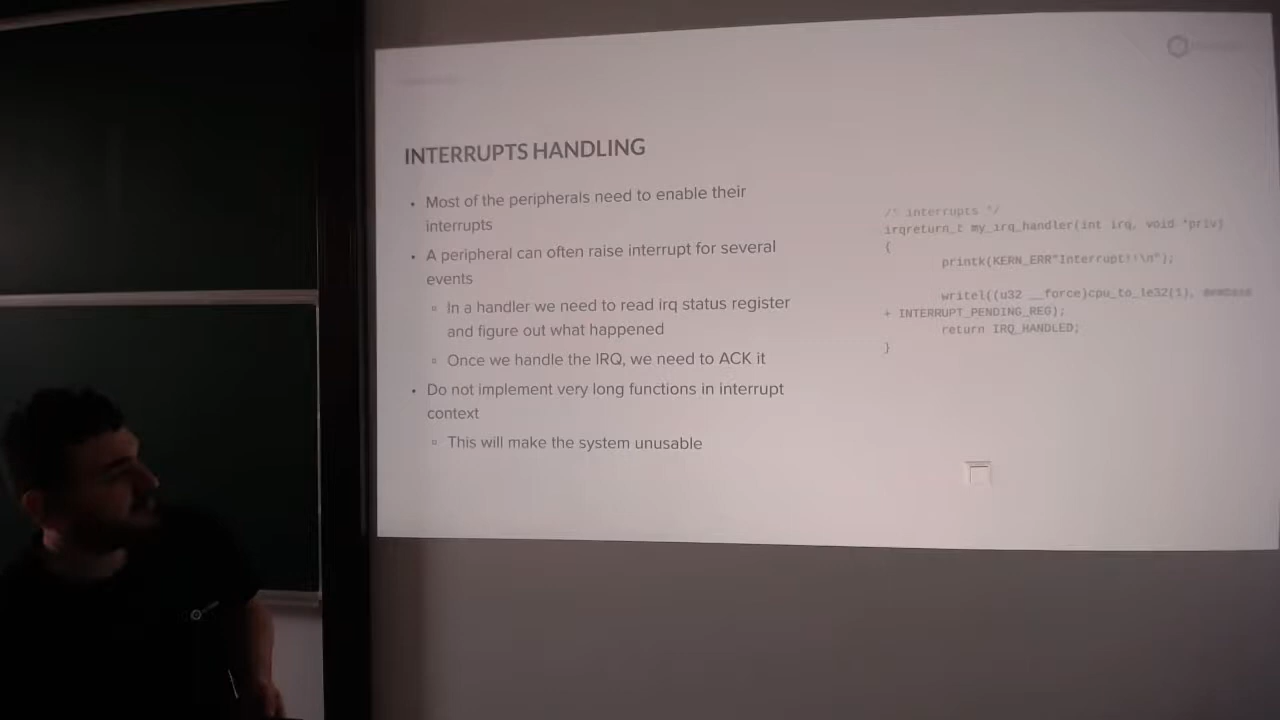 INTERRUPTS HANDLING
• Most of the peripherals need to enable their
interrupts
• A peripheral can often raise interrupt for several
events
▫ In a handler we need to read irq status register
and figure out what happened
▫ Once we handle the IRQ, we need to ACK it
• Do not implement very long functions in interrupt
context
▫ This will make the system unusable
/* interrupts */
irqreturn_t my_irq_handler(int irq, void *priv)
{
printk(KERN_ERR"Interrupt!!\n");
writel((u32 __force)cpu_to_le32(1), membase
+ INTERRUPT_PENDING_REG);
return IRQ_HANDLED;
}